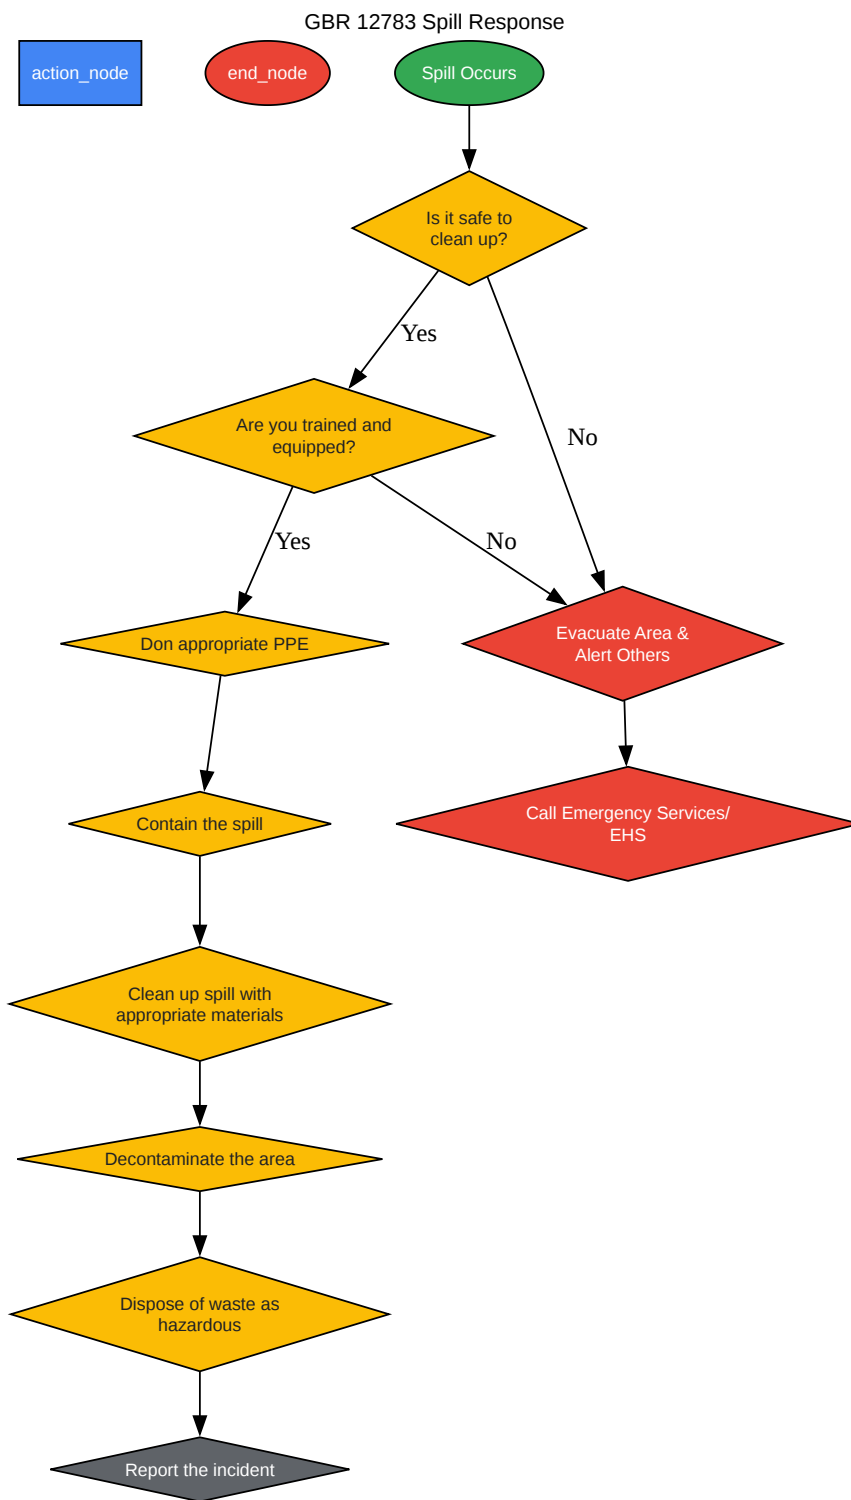 GBR 12783 Spill Response
action_node
end_node
Spill Occurs
Is it safe to
clean up?
Yes
No
Are you trained and
equipped?
Yes
No
Don appropriate PPE
Evacuate Area &
Alert Others
Contain the spill
Call Emergency Services/
EHS
Clean up spill with
appropriate materials
Decontaminate the area
Dispose of waste as
hazardous
Report the incident